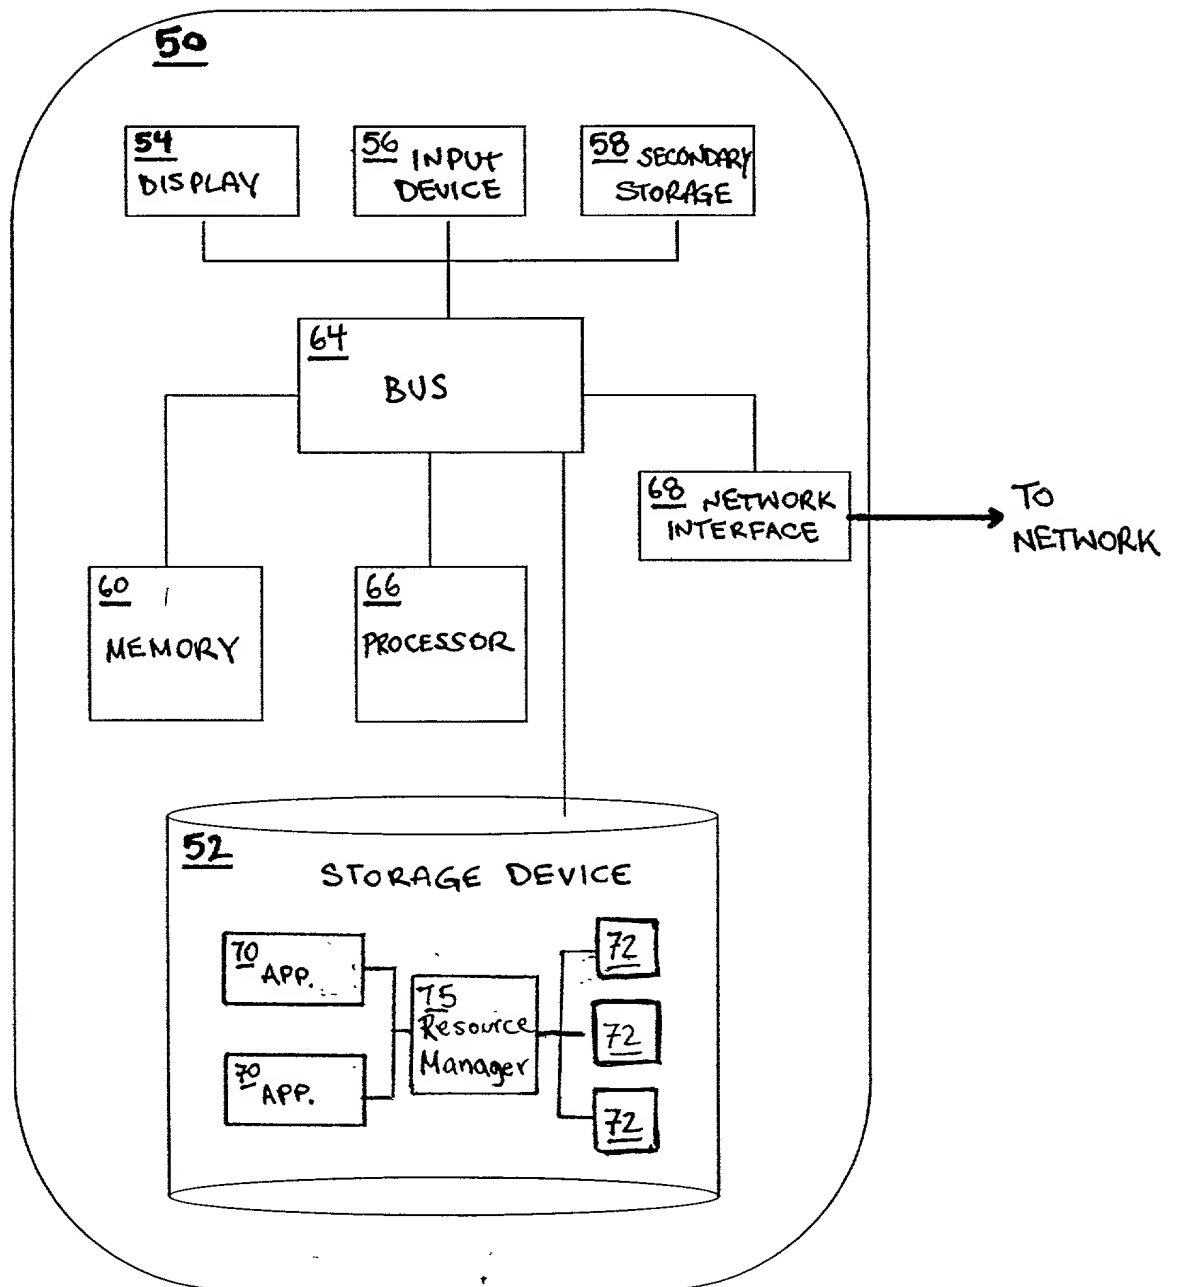 50
54
DISPLAY
56 INPUT
DEVICE
58 SECONDARY
STORAGE
64
BUS
68 NETWORK
INTERFACE
TO
NETWORK
60
MEMORY
66
PROCESSOR
52
STORAGE DEVICE
70
APP.
75
Resource
Manager
72
72
70
APP.
72